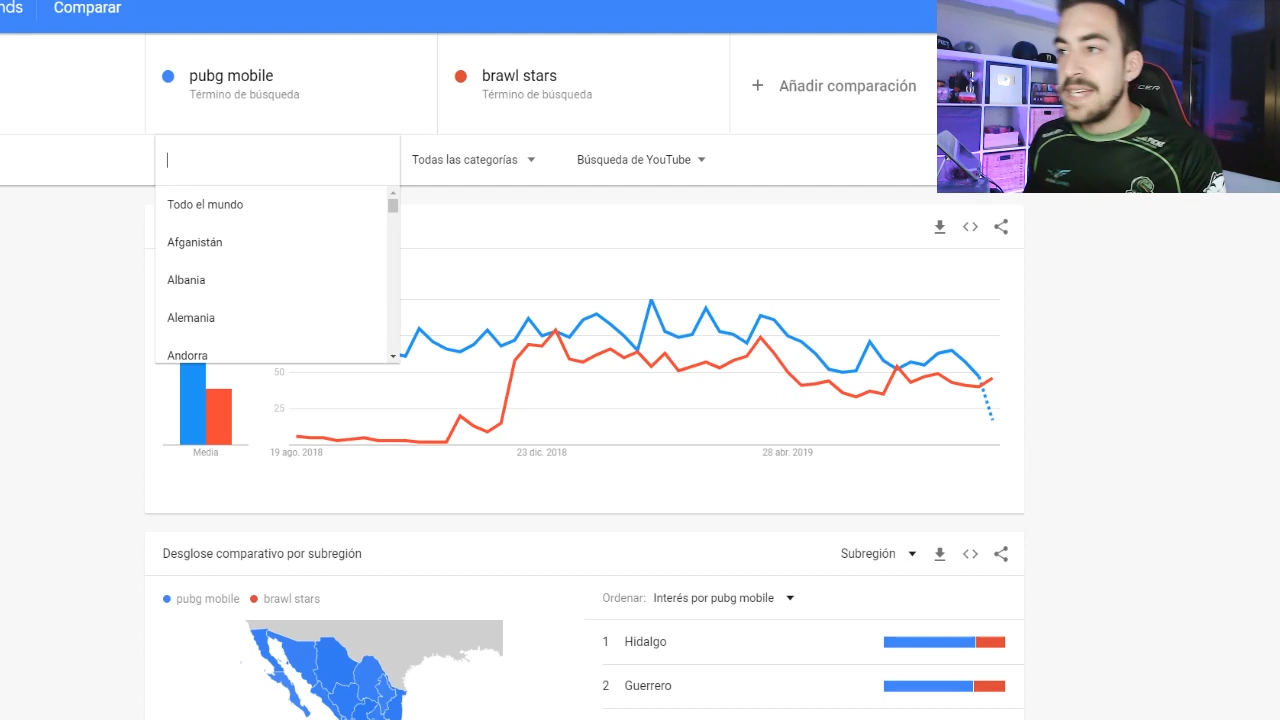 nds Comparar
pubg mobile
Término de búsqueda
brawl stars
Término de búsqueda
+ Añadir comparación
Todas las categorías
Búsqueda de YouTube
Todo el mundo
Afganistán
Albania
Alemania
Andorra
50
25
Media
19 ago. 2018
23 dic. 2018
28 abr. 2019
Desglose comparativo por subregión
Subregión
pubg mobile
brawl stars
Ordenar: Interés por pubg mobile
1 Hidalgo
2 Guerrero